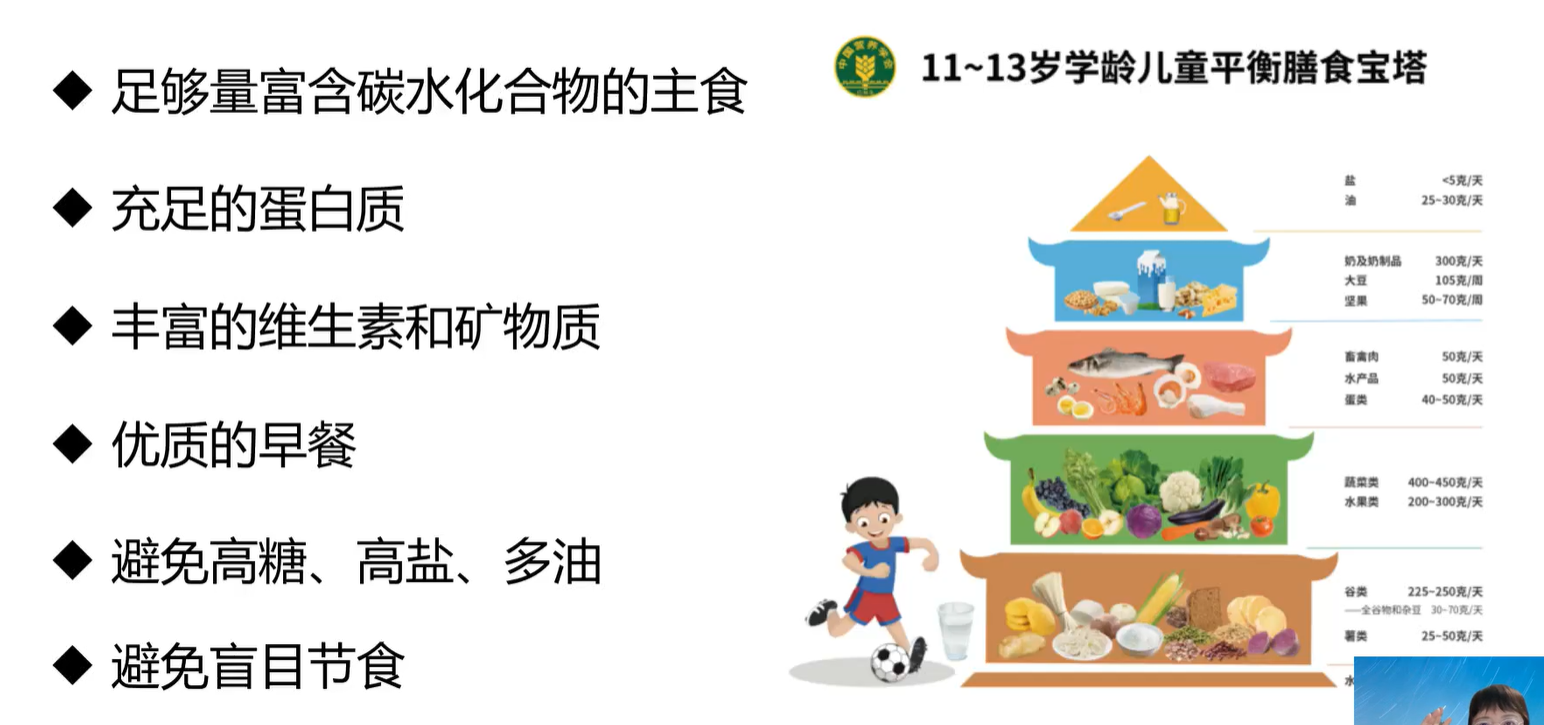 ◆ 足够量富含碳水化合物的主食
◆ 充足的蛋白质
◆ 丰富的维生素和矿物质
◆ 优质的早餐
◆ 避免高糖、高盐、多油
◆ 避免盲目节食
中国营养学会
11~13岁学龄儿童平衡膳食宝塔
盐 <5克/天
油 25-30克/天
奶及奶制品 300克/天
大豆 105克/周
坚果 50-70克/周
畜禽肉 50克/天
水产品 50克/天
蛋类 40-50克/天
蔬菜类 400-450克/天
水果类 200-300克/天
谷类 225-250克/天
——全谷物和杂豆 30-70克/天
薯类 25-50克/天
水